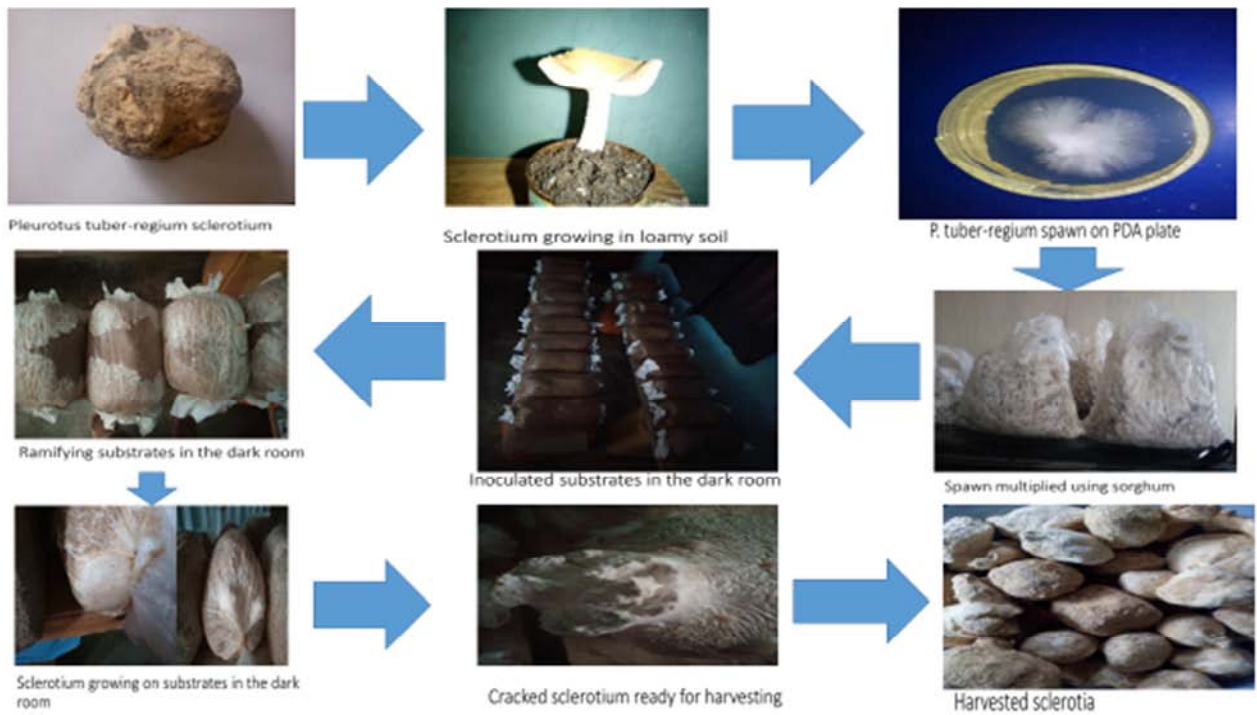 Pleurotus tuber-regium sclerotium
Sclerotium growing in loamy soil
P. tuber-regium spawn on PDA plate
Spawn multiplied using sorghum
Inoculated substrates in the dark room
Ramifying substrates in the dark room
Sclerotium growing on substrates in the dark
room
Cracked sclerotium ready for harvesting
Harvested sclerotia